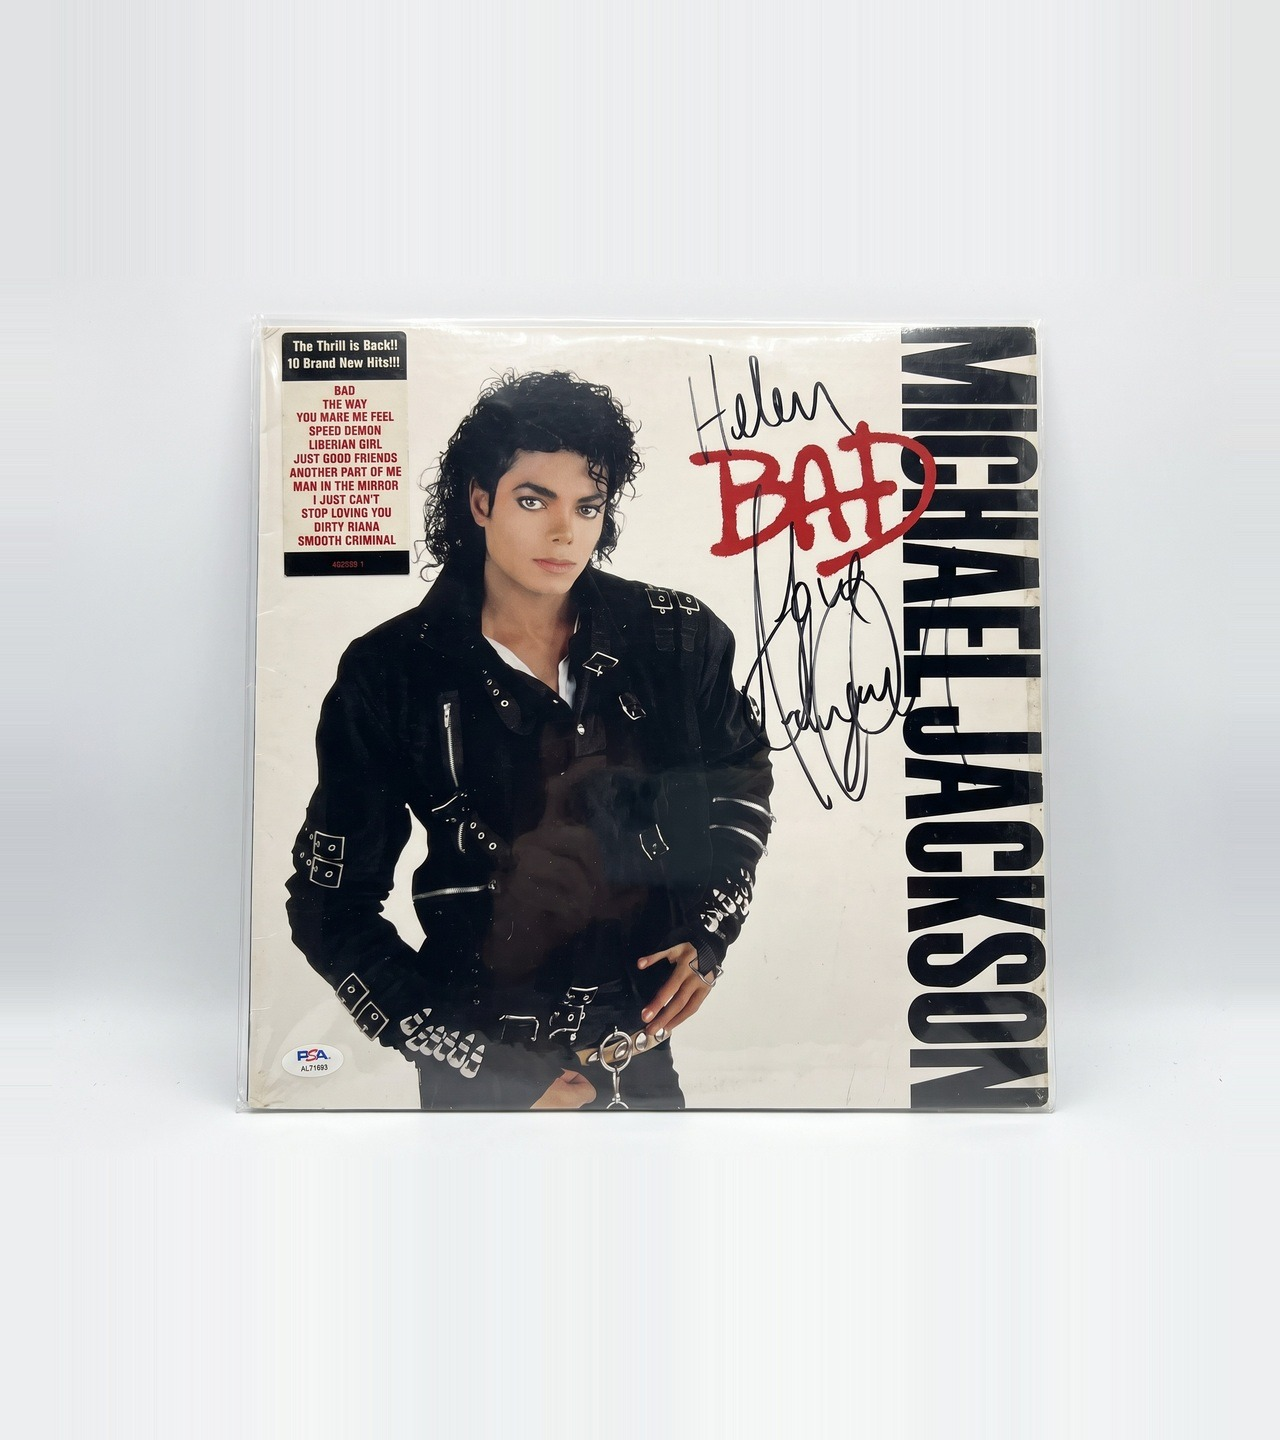 The Thrill is Back!!
10 Brand New Hits!!!
BAD
THE WAY
YOU MARE ME FEEL
SPEED DEMON
LIBERIAN GIRL
JUST GOOD FRIENDS
ANOTHER PART OF ME
MAN IN THE MIRROR
I JUST CAN'T
STOP LOVING YOU
DIRTY RIANA
SMOOTH CRIMINAL
Helen
BAD
MICHAEL JACKSON
PSA
AL71693